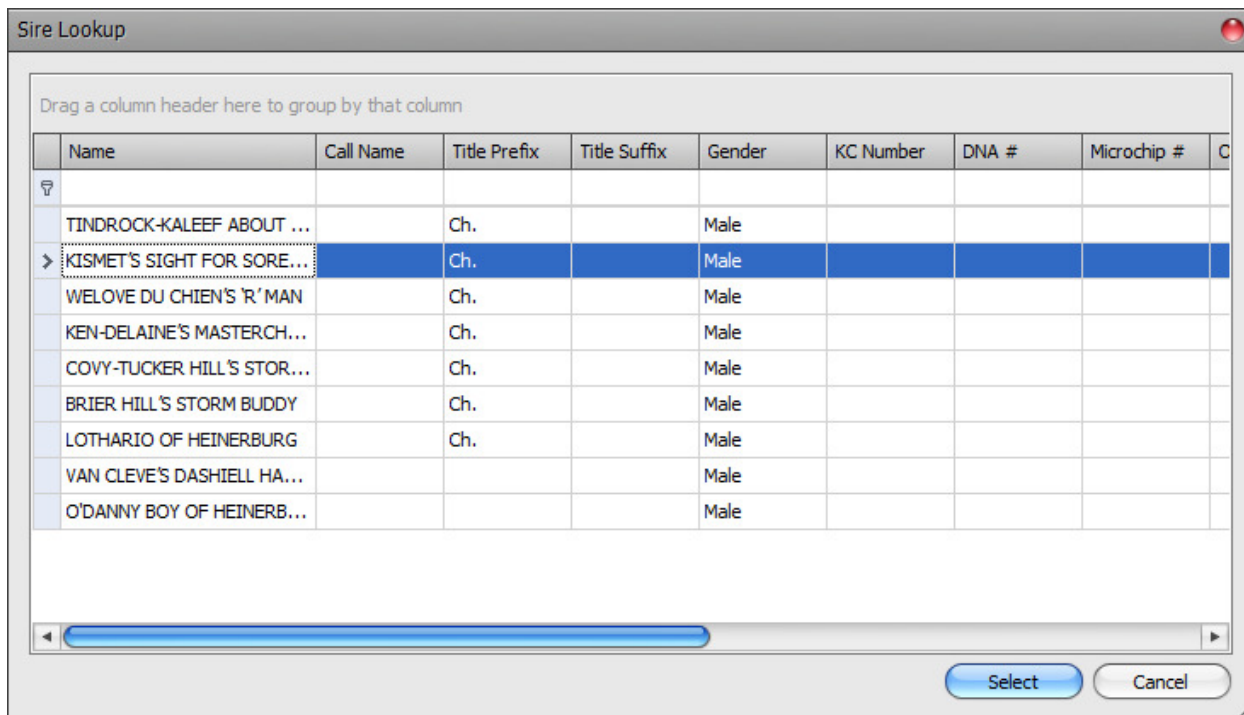 Sire Lookup
Drag a column header here to group by that column
Name Call Name Title Prefix Title Suffix Gender KC Number DNA # Microchip #
TINDROCK-KALEEF ABOUT ... Ch. Male
KISMET'S SIGHT FOR SORE... Ch. Male
WELOVE DU CHIEN'S 'R' MAN Ch. Male
KEN-DELAINE'S MASTERCH... Ch. Male
COVY-TUCKER HILL'S STOR... Ch. Male
BRIER HILL'S STORM BUDDY Ch. Male
LOTHARIO OF HEINERBURG Ch. Male
VAN CLEVE'S DASHIELL HA... Male
O'DANNY BOY OF HEINERB... Male
Select Cancel